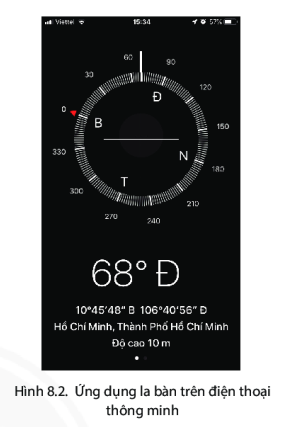 Viettel 15:34 57%
60
30 90
Đ 120
0
B 150
330 N 180
300 T 210
270 240
68° Đ
10°45'48" B 106°40'56" Đ
Hồ Chí Minh, Thành Phố Hồ Chí Minh
Độ cao 10 m
Hình 8.2. Ứng dụng la bàn trên điện thoại
thông minh